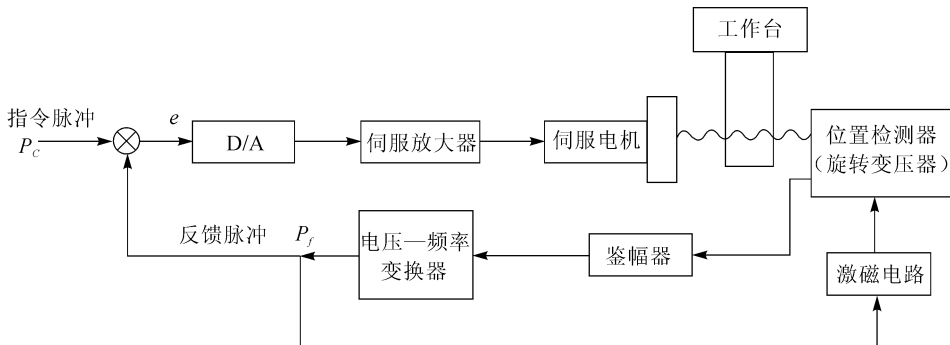 工作台
指令脉冲
P_C
e
D/A
伺服放大器
伺服电机
位置检测器
(旋转变压器)
反馈脉冲
P_f
电压—频率
变换器
鉴幅器
激磁电路